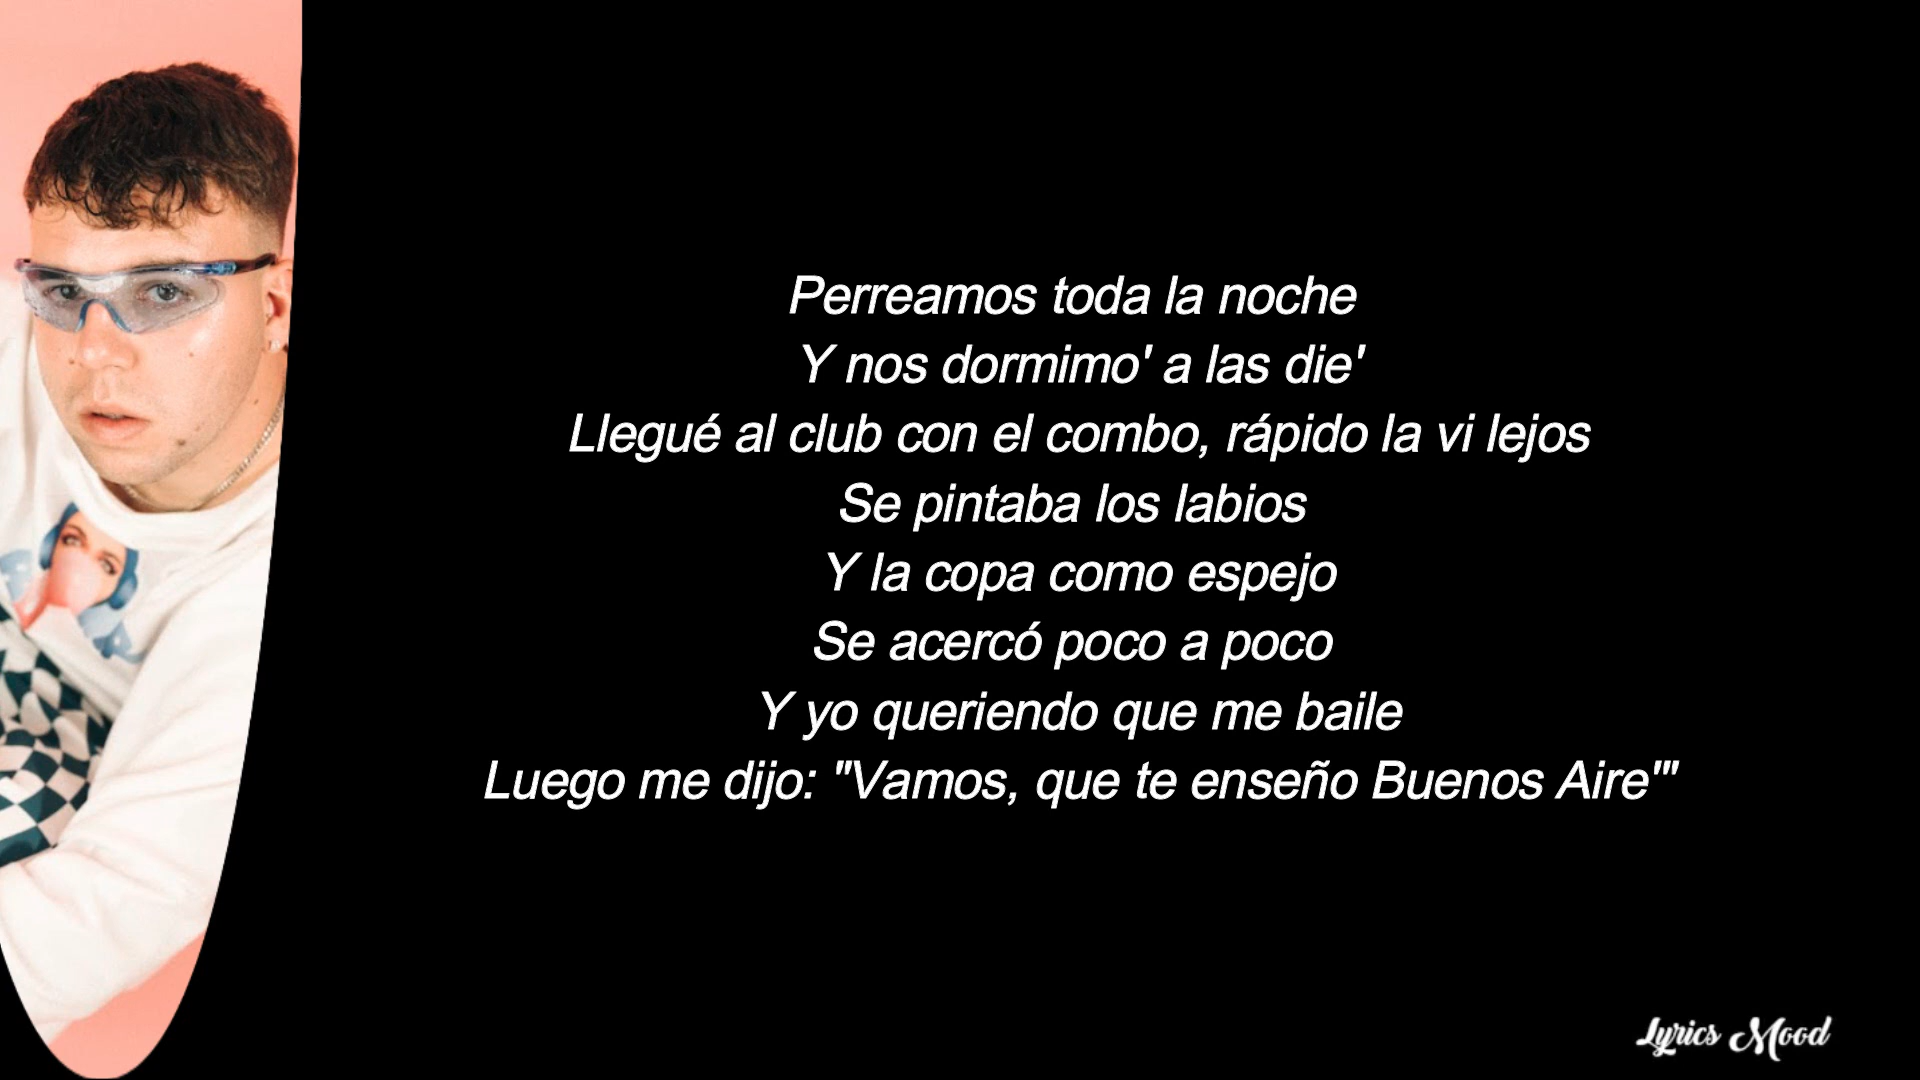 Perreamos toda la noche
Y nos dormimo' a las die'
Llegué al club con el combo, rápido la vi lejos
Se pintaba los labios
Y la copa como espejo
Se acercó poco a poco
Y yo queriendo que me baile
Luego me dijo: "Vamos, que te enseño Buenos Aire'"
Lyrics Mood